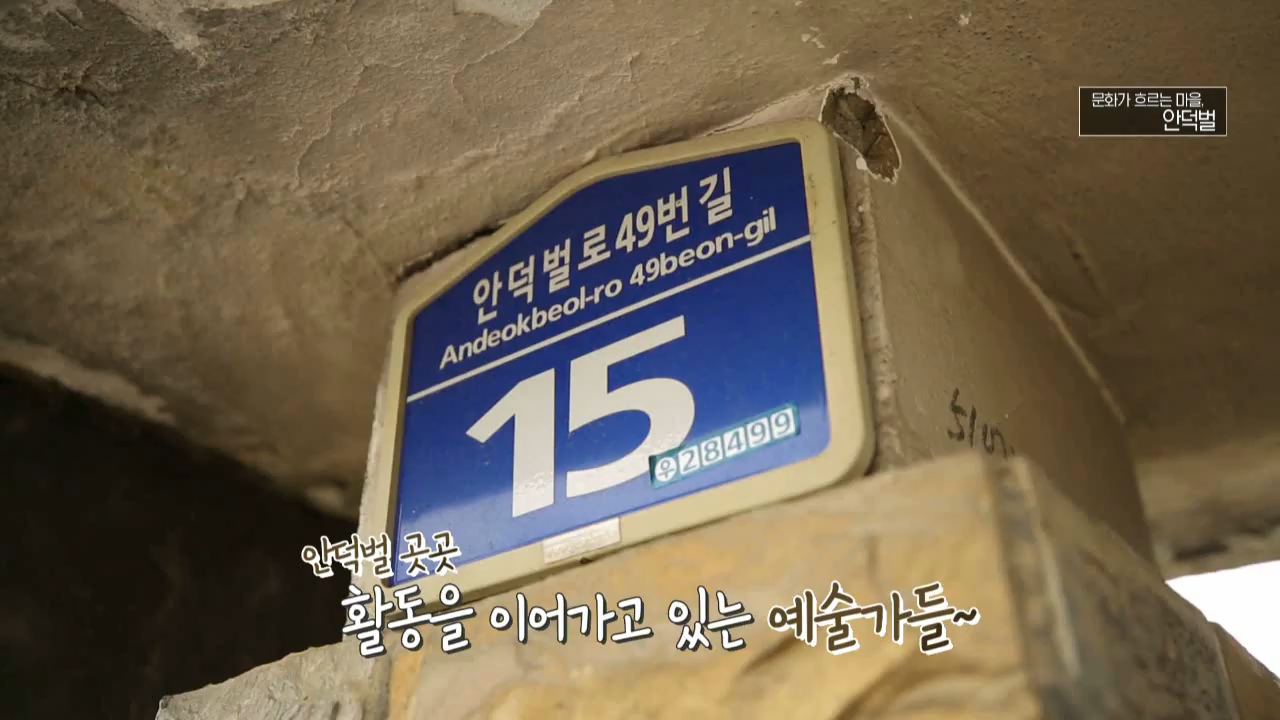 문화가 흐르는 마을,
안덕벌
안덕벌로49번길
Andeokbeol-ro 49beon-gil
15
우28499
안덕벌 곳곳
활동을 이어가고 있는 예술가들~